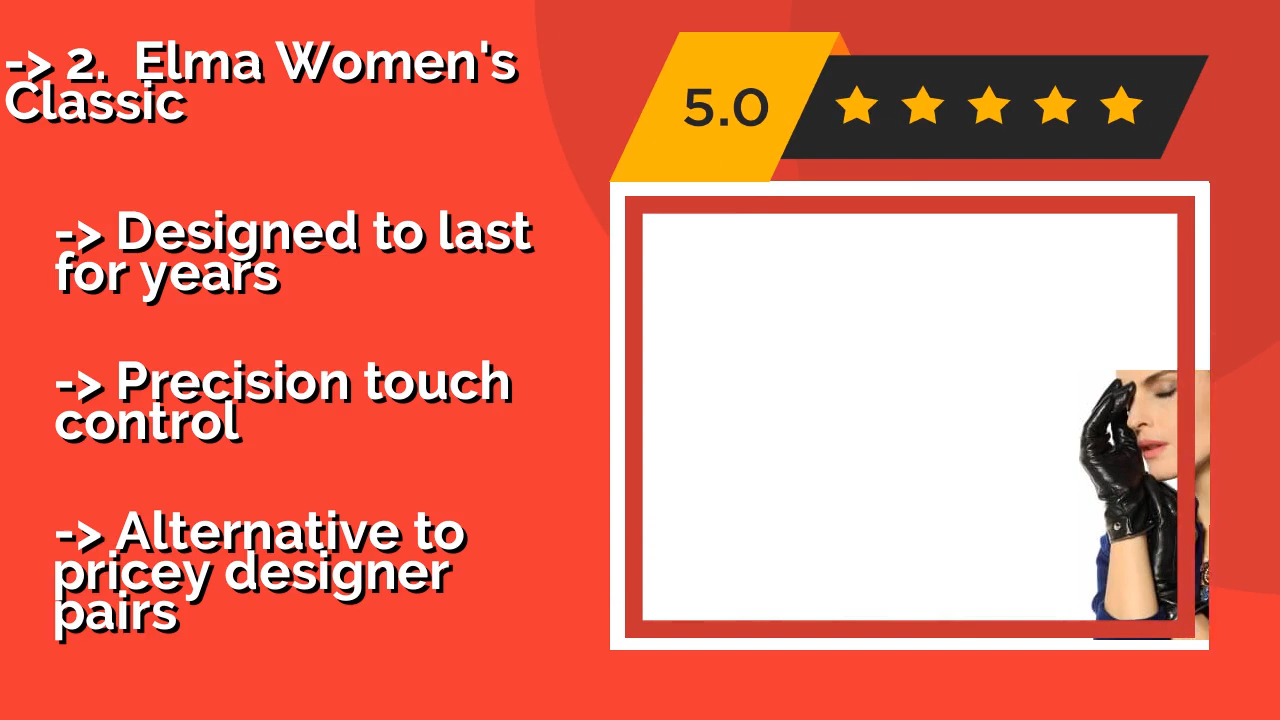 -> 2.  Elma Women's
Classic
5.0
-> Designed to last
for years
-> Precision touch
control
-> Alternative to
pricey designer
pairs